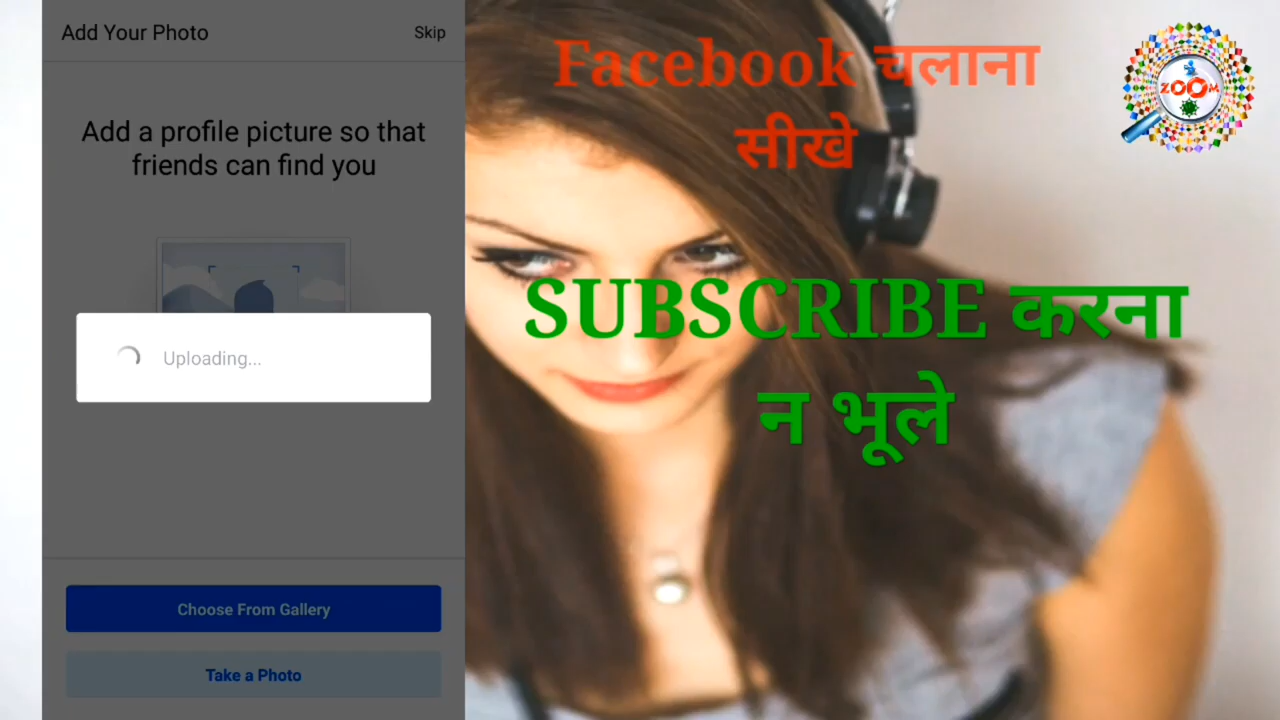 Add Your Photo
Skip
Add a profile picture so that
friends can find you
Uploading...
Choose From Gallery
Take a Photo
Facebook चलाना
सीखे
SUBSCRIBE करना
न भूले
ZOOM